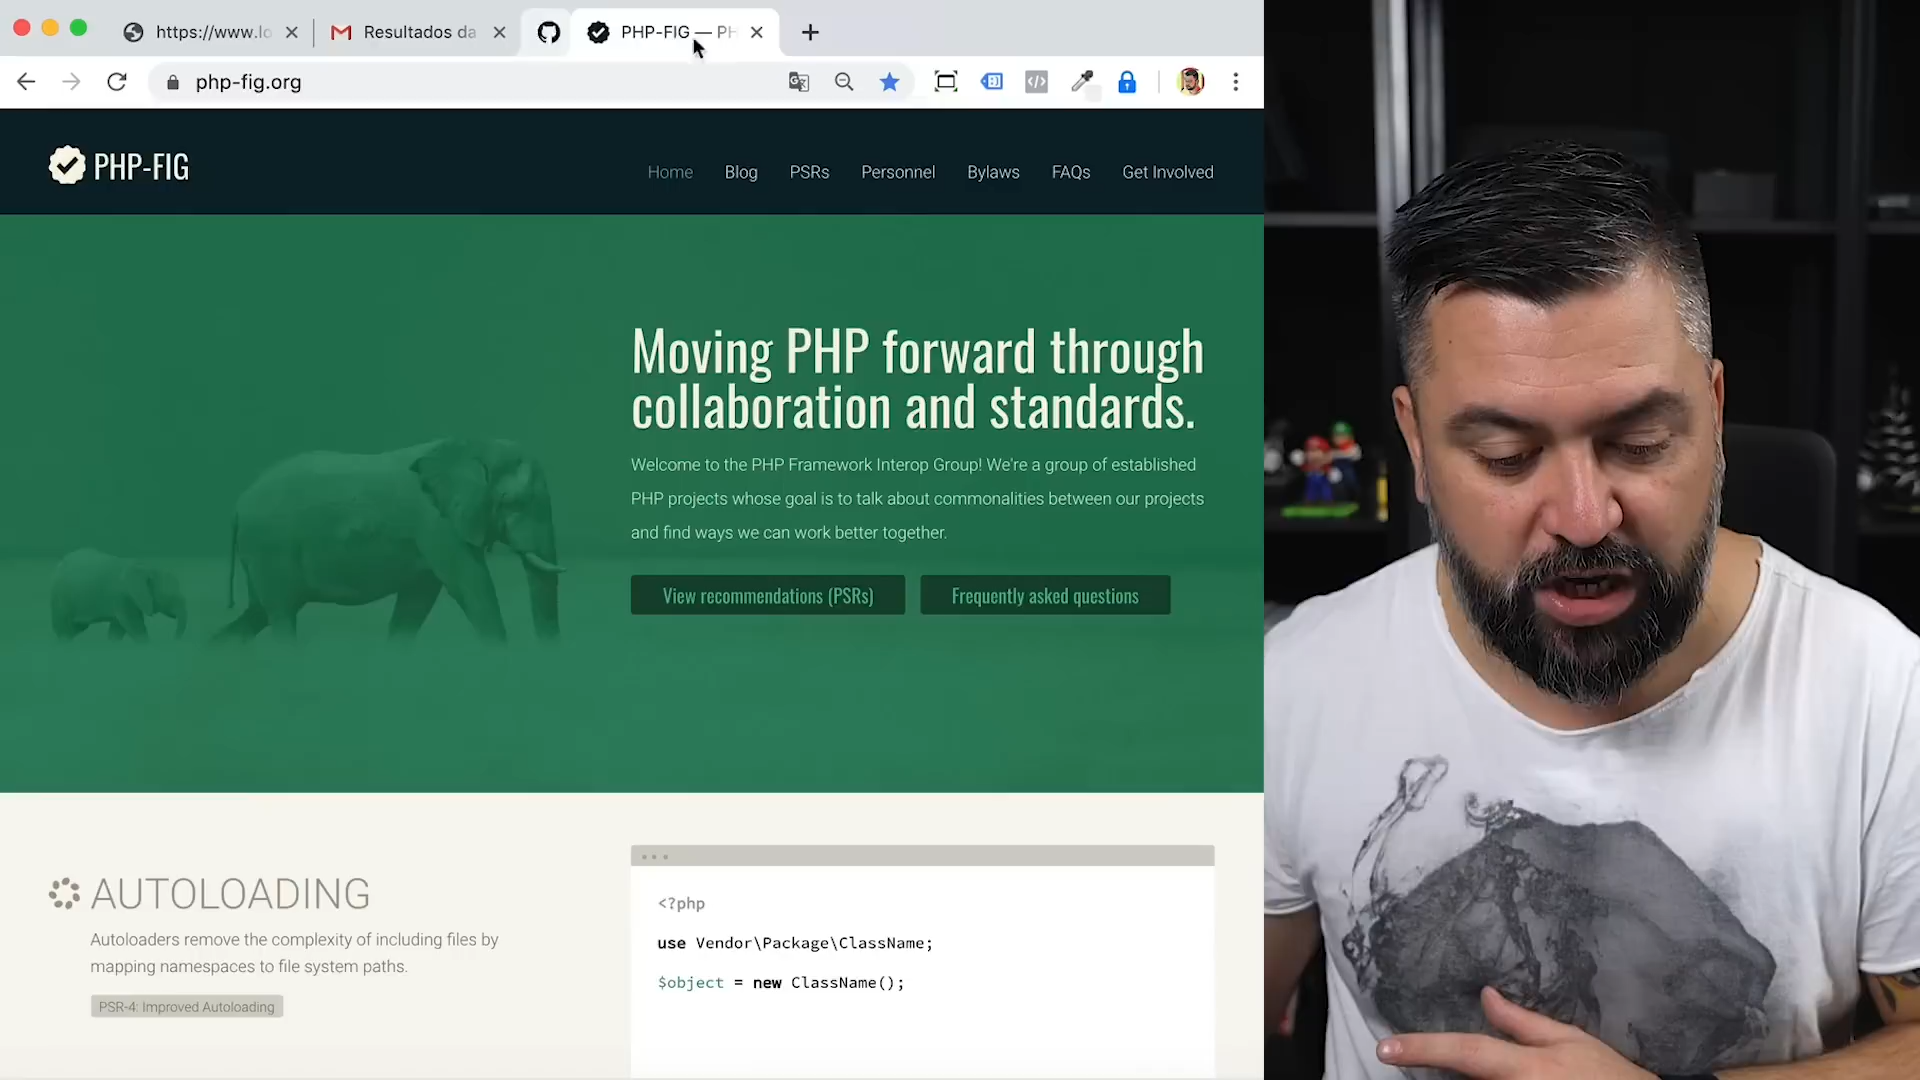 https://www.lo
Resultados da
PHP-FIG — PH
php-fig.org
PHP-FIG
Home Blog PSRs Personnel Bylaws FAQs Get Involved
Moving PHP forward through
collaboration and standards.
Welcome to the PHP Framework Interop Group! We're a group of established
PHP projects whose goal is to talk about commonalities between our projects
and find ways we can work better together.
View recommendations (PSRs) Frequently asked questions
AUTOLOADING
Autoloaders remove the complexity of including files by
mapping namespaces to file system paths.
PSR-4: Improved Autoloading
<?php
use Vendor\Package\ClassName;
$object = new ClassName();